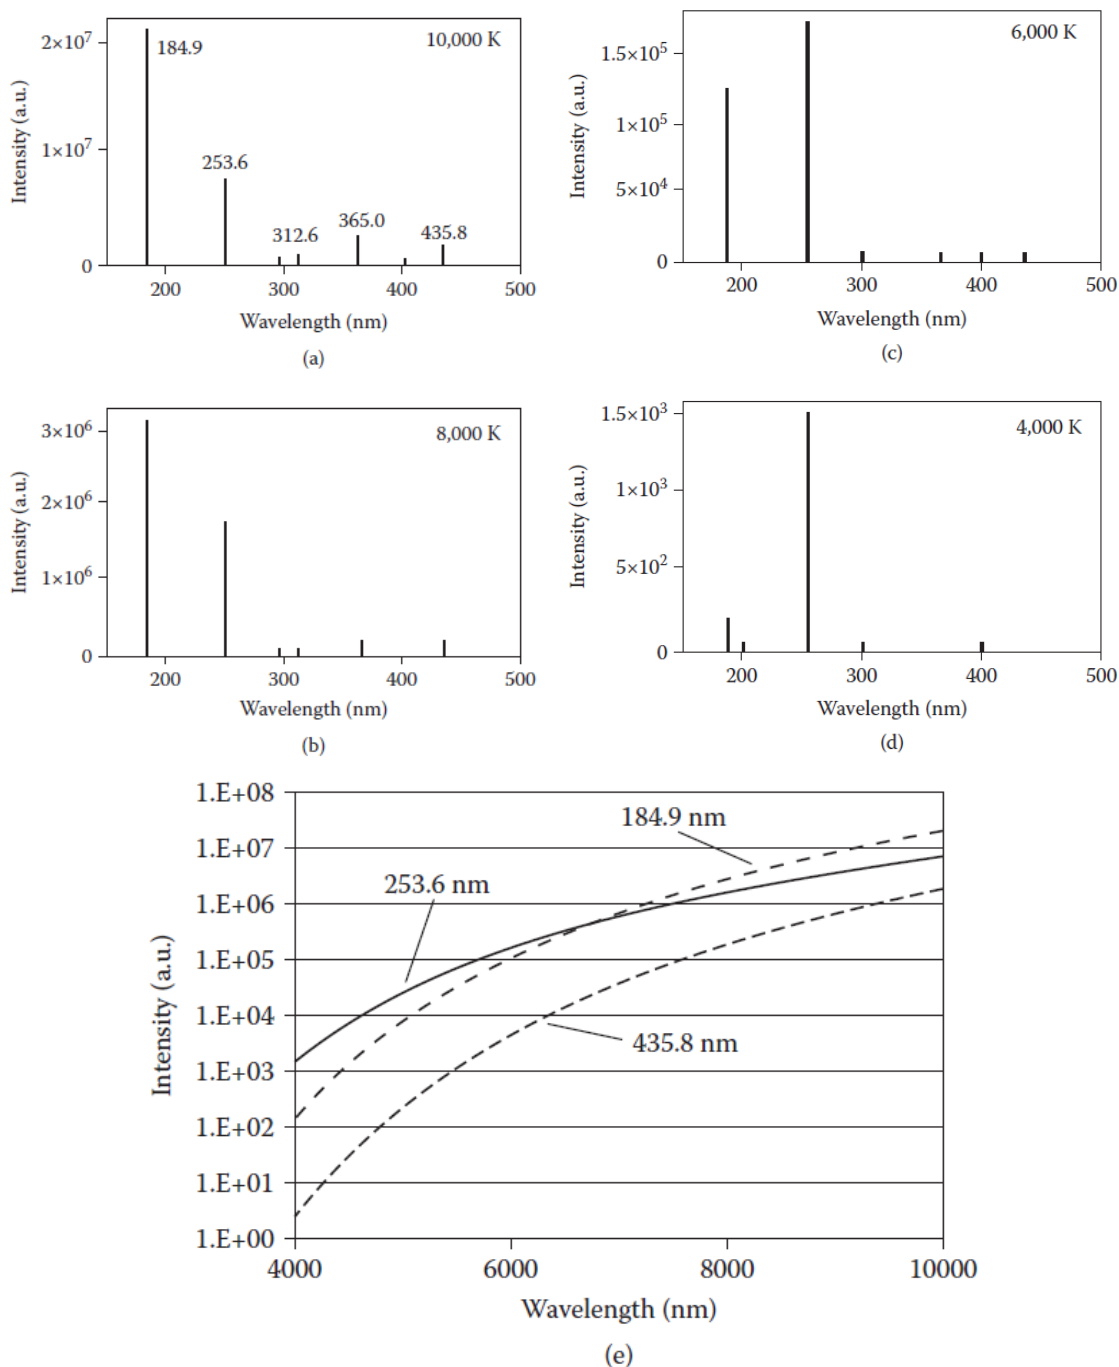 10,000 K
2×10⁷
184.9
1×10⁷
253.6
312.6
365.0
435.8
0
200
300
400
500
Intensity (a.u.)
Wavelength (nm)
(a)
6,000 K
1.5×10⁵
1×10⁵
5×10⁴
0
200
300
400
500
Intensity (a.u.)
Wavelength (nm)
(c)
8,000 K
3×10⁶
2×10⁶
1×10⁶
0
200
300
400
500
Intensity (a.u.)
Wavelength (nm)
(b)
4,000 K
1.5×10³
1×10³
5×10²
0
200
300
400
500
Intensity (a.u.)
Wavelength (nm)
(d)
1.E+08
1.E+07
1.E+06
1.E+05
1.E+04
1.E+03
1.E+02
1.E+01
1.E+00
184.9 nm
253.6 nm
435.8 nm
4000
6000
8000
10000
Intensity (a.u.)
Wavelength (nm)
(e)